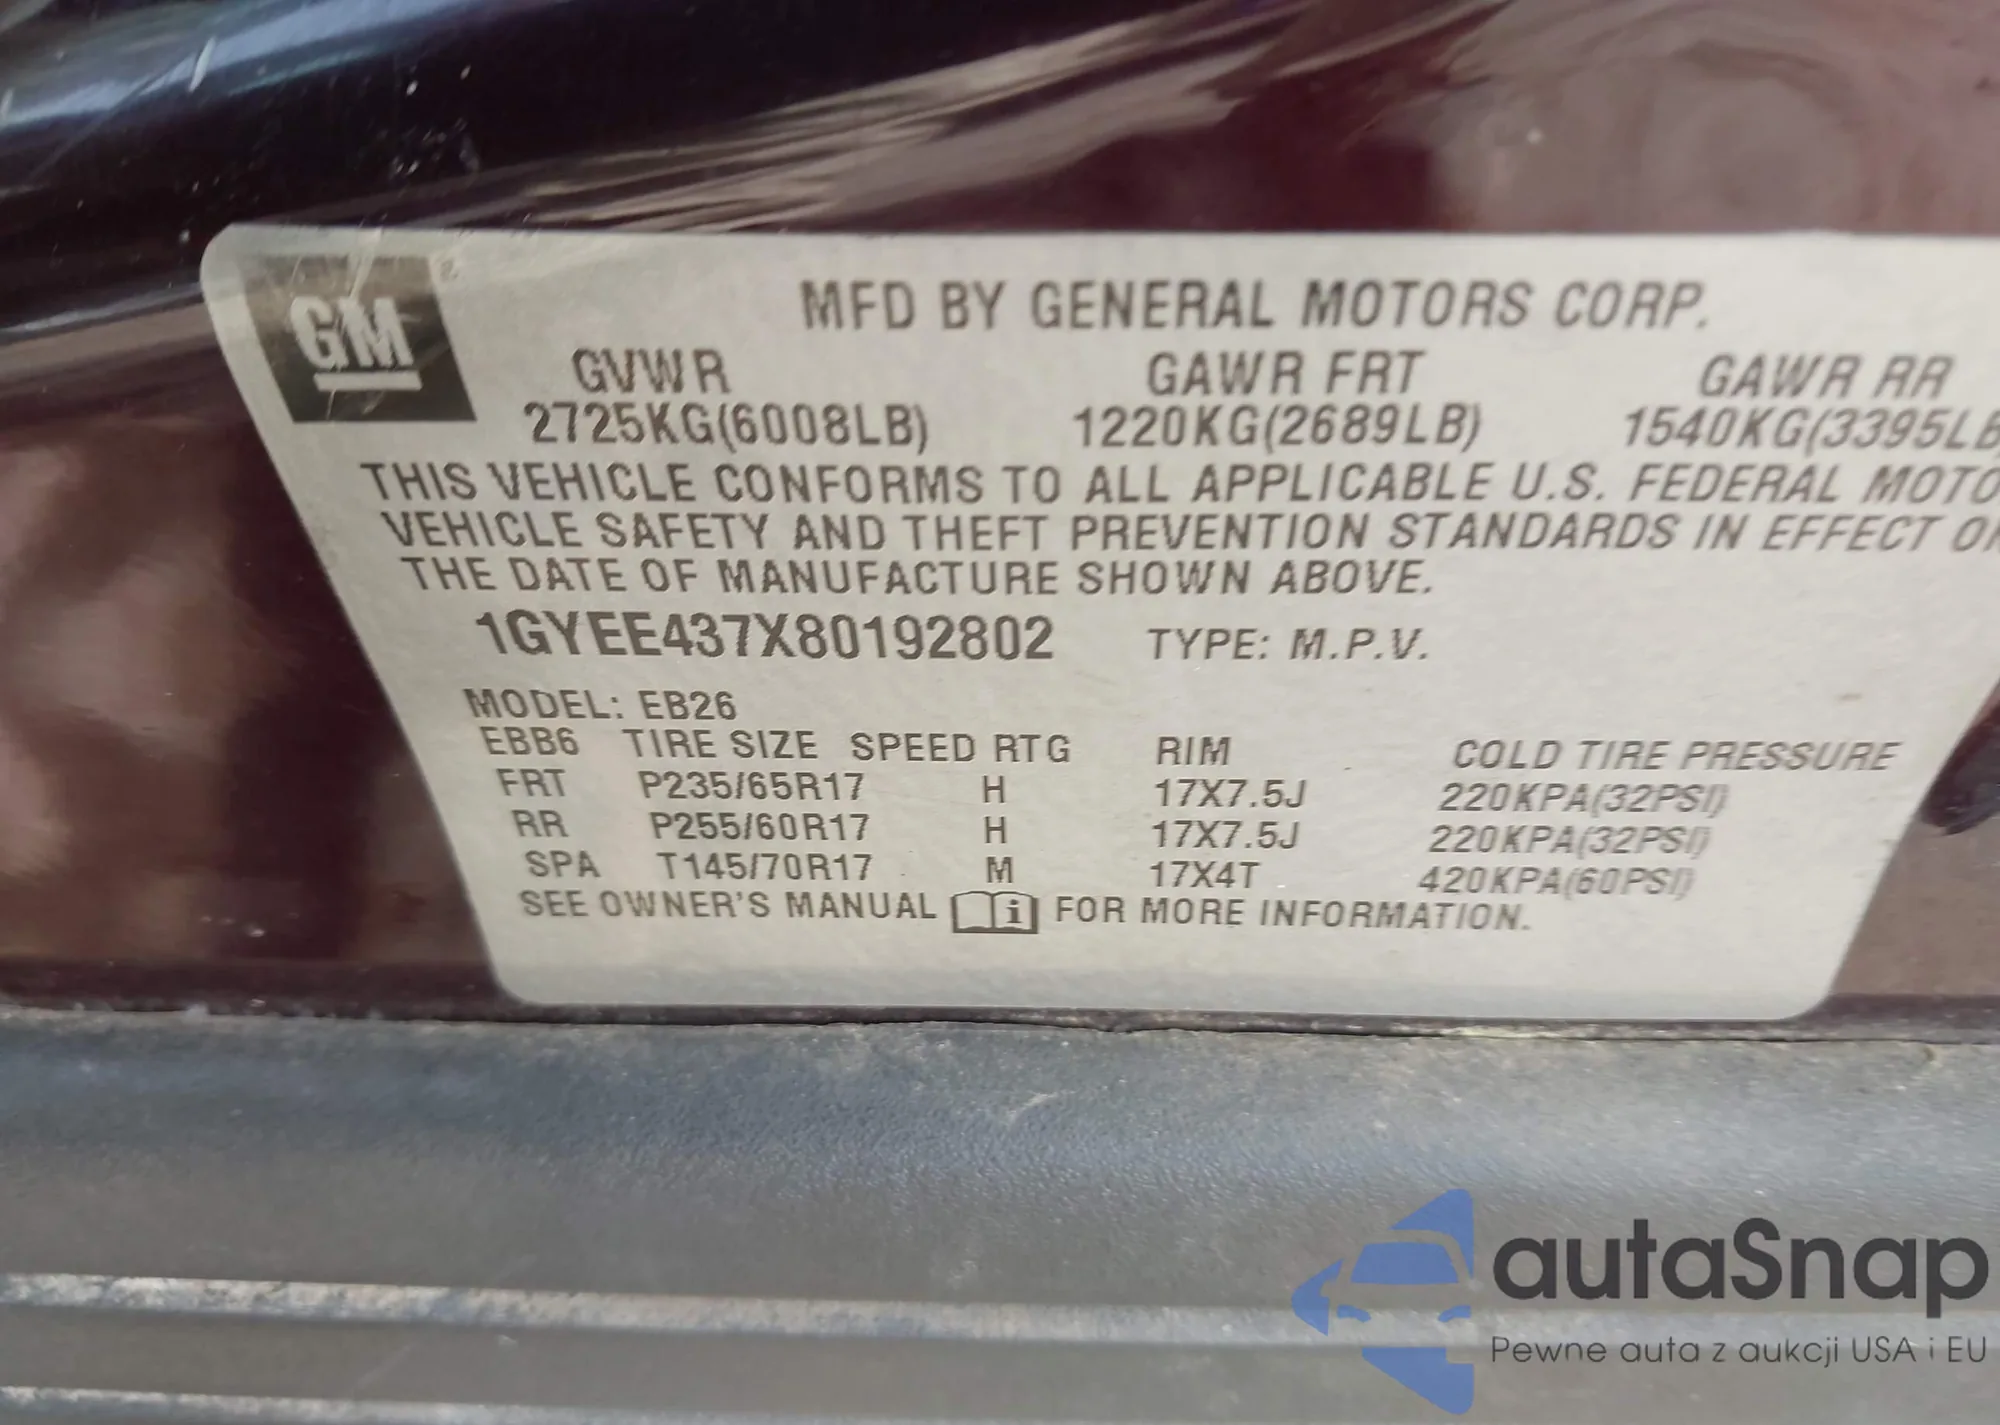 GM
MFD BY GENERAL MOTORS CORP.
GVWR GAWR FRT GAWR RR
2725KG(6008LB) 1220KG(2689LB) 1540KG(3395LB
THIS VEHICLE CONFORMS TO ALL APPLICABLE U.S. FEDERAL MOTO
VEHICLE SAFETY AND THEFT PREVENTION STANDARDS IN EFFECT ON
THE DATE OF MANUFACTURE SHOWN ABOVE.
1GYEE437X80192802 TYPE: M.P.V.
MODEL: EB26
EBB6 TIRE SIZE SPEED RTG RIM COLD TIRE PRESSURE
FRT P235/65R17 H 17X7.5J 220KPA(32PSI)
RR P255/60R17 H 17X7.5J 220KPA(32PSI)
SPA T145/70R17 M 17X4T 420KPA(60PSI)
SEE OWNER'S MANUAL i FOR MORE INFORMATION.
autaSnap
Pewne auta z aukcji USA i EU